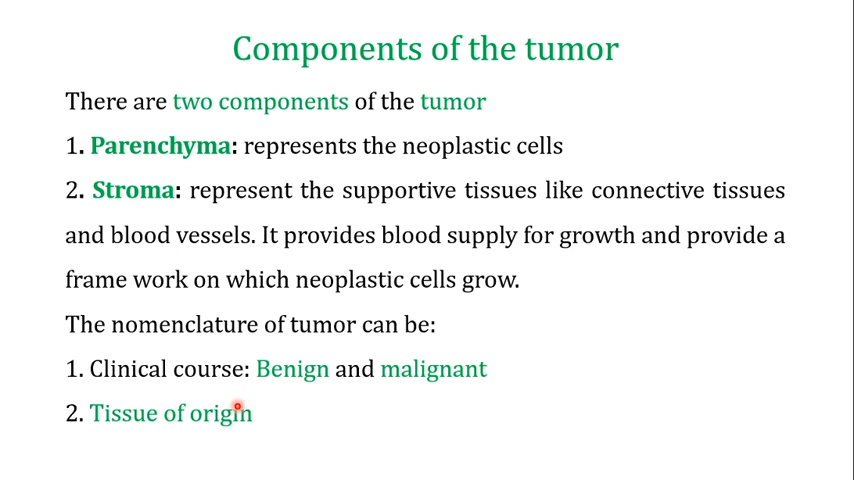 Components of the tumor
There are two components of the tumor
1. Parenchyma: represents the neoplastic cells
2. Stroma: represent the supportive tissues like connective tissues
and blood vessels. It provides blood supply for growth and provide a
frame work on which neoplastic cells grow.
The nomenclature of tumor can be:
1. Clinical course: Benign and malignant
2. Tissue of origin